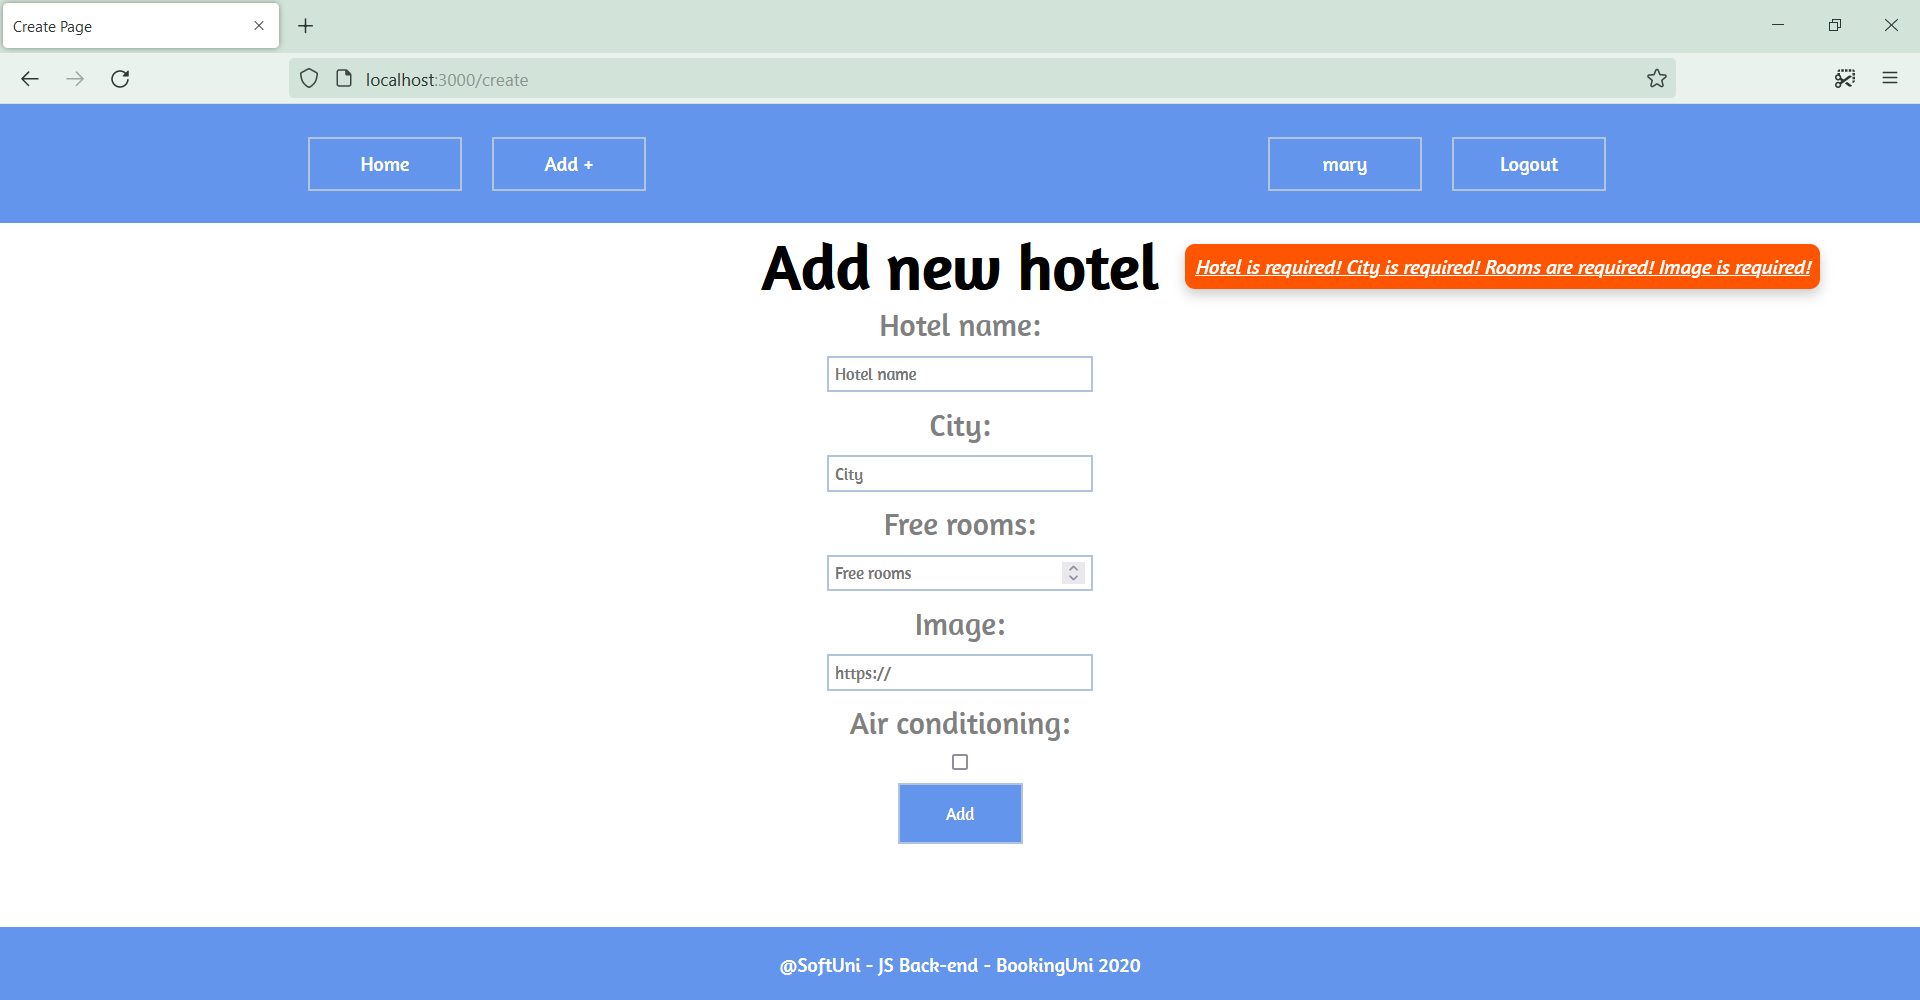 Create Page
localhost:3000/create
Home
Add +
mary
Logout
Add new hotel
Hotel is required! City is required! Rooms are required! Image is required!
Hotel name:
Hotel name
City:
City
Free rooms:
Free rooms
Image:
https://
Air conditioning:
Add
@SoftUni - JS Back-end - BookingUni 2020